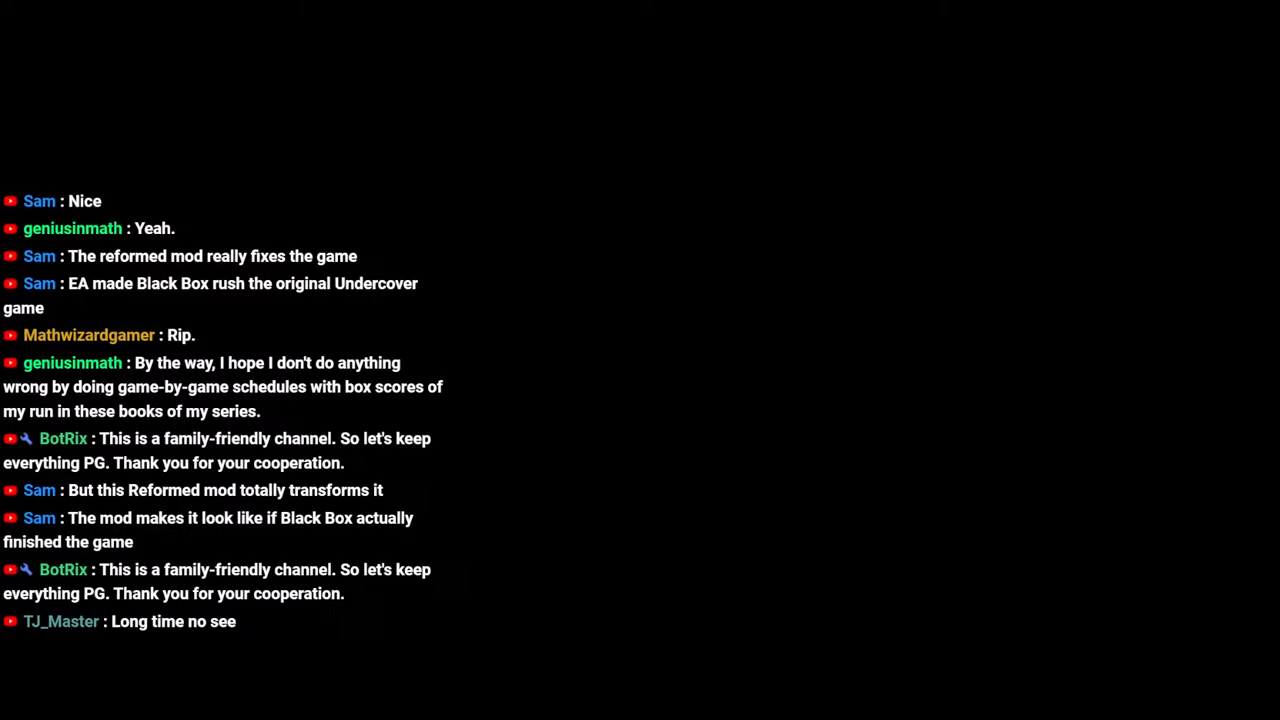 Sam : Nice
geniusinmath : Yeah.
Sam : The reformed mod really fixes the game
Sam : EA made Black Box rush the original Undercover
game
Mathwizardgamer : Rip.
geniusinmath : By the way, I hope I don't do anything
wrong by doing game-by-game schedules with box scores of
my run in these books of my series.
BotRix : This is a family-friendly channel. So let's keep
everything PG. Thank you for your cooperation.
Sam : But this Reformed mod totally transforms it
Sam : The mod makes it look like if Black Box actually
finished the game
BotRix : This is a family-friendly channel. So let's keep
everything PG. Thank you for your cooperation.
TJ_Master : Long time no see